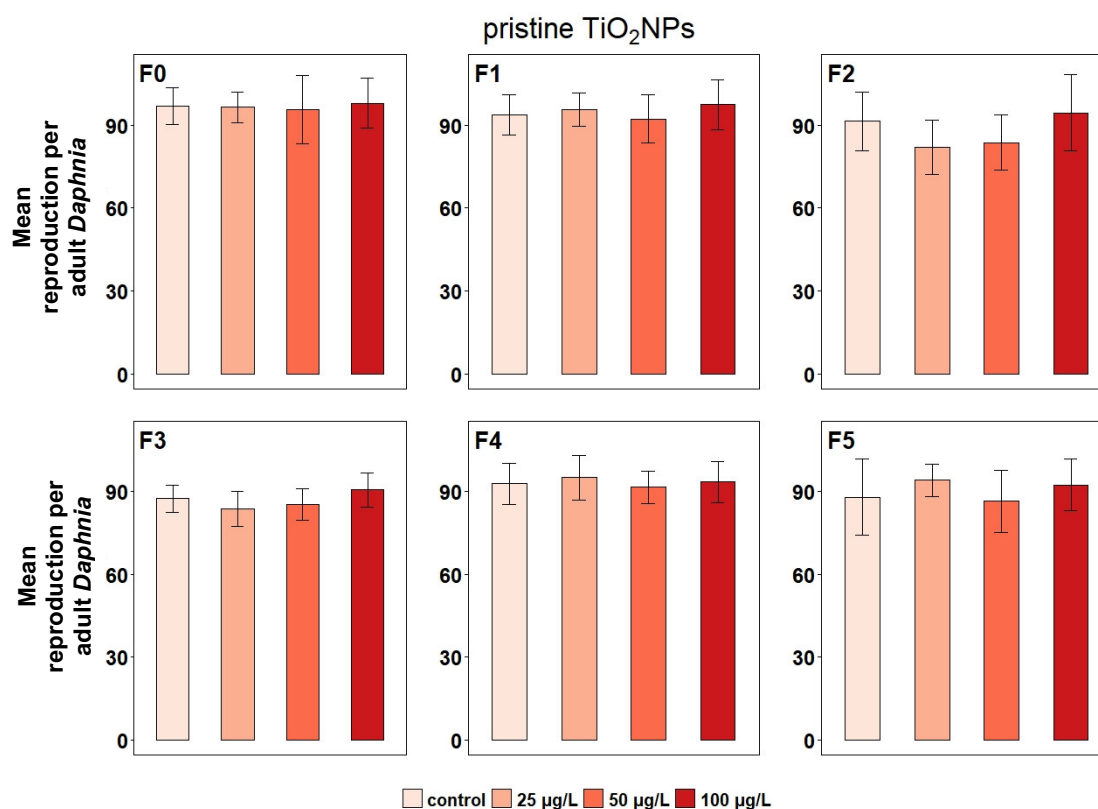 pristine TiO₂NPs
F0
F1
F2
Mean
reproduction per
adult Daphnia
90
60
30
0
90
60
30
0
90
60
30
0
F3
F4
F5
Mean
reproduction per
adult Daphnia
90
60
30
0
90
60
30
0
90
60
30
0
control 25 µg/L 50 µg/L 100 µg/L